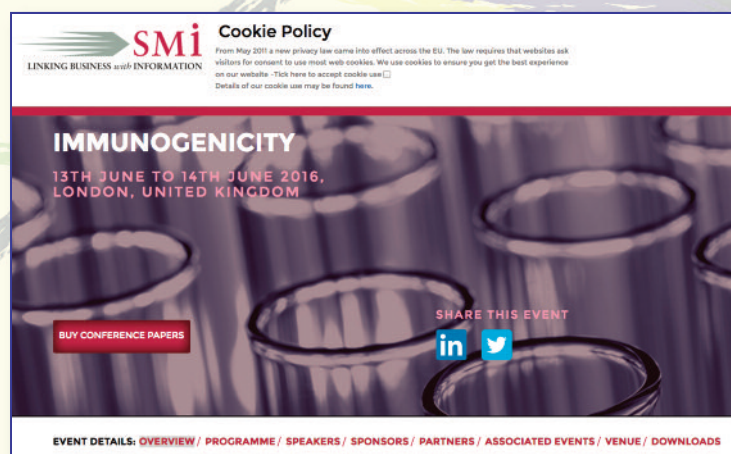 SMi
LINKING BUSINESS with INFORMATION
Cookie Policy
From May 2011 a new privacy law came into effect across the EU. The law requires that websites ask
visitors for consent to use most web cookies. We use cookies to ensure you get the best experience
on our website -Tick here to accept cookie use
Details of our cookie use may be found here.
IMMUNOGENICITY
13TH JUNE TO 14TH JUNE 2016,
LONDON, UNITED KINGDOM
BUY CONFERENCE PAPERS
SHARE THIS EVENT
in
EVENT DETAILS: OVERVIEW / PROGRAMME / SPEAKERS / SPONSORS / PARTNERS / ASSOCIATED EVENTS / VENUE / DOWNLOADS